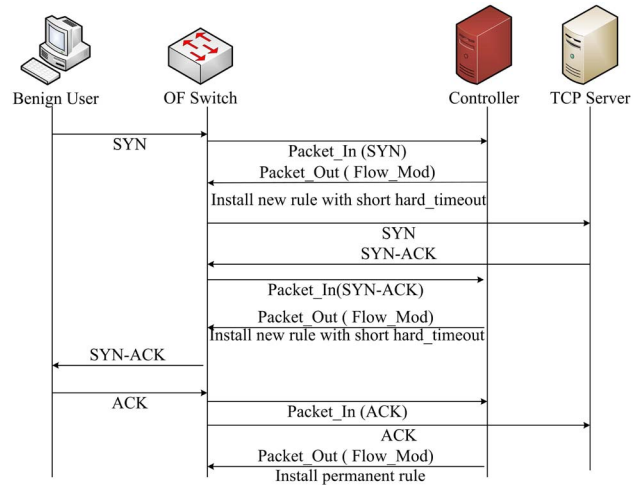 Benign User
OF Switch
Controller
TCP Server
SYN
Packet_In (SYN)
Packet_Out ( Flow_Mod)
Install new rule with short hard_timeout
SYN
SYN-ACK
Packet_In(SYN-ACK)
Packet_Out ( Flow_Mod)
Install new rule with short hard_timeout
SYN-ACK
ACK
Packet_In (ACK)
ACK
Packet_Out ( Flow_Mod)
Install permanent rule